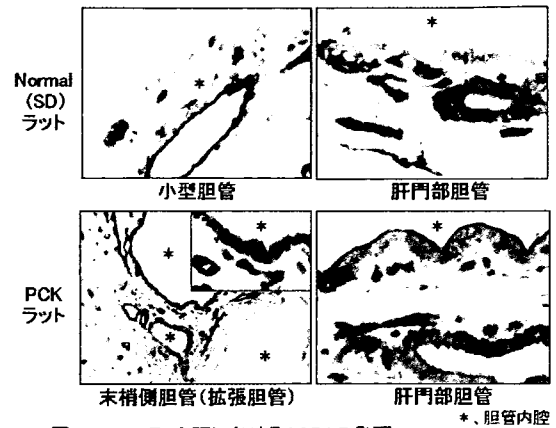 Normal
(SD)
ラット
* * 
小型胆管 肝門部胆管
PCK
ラット
* * * * *
末梢側胆管(拡張胆管) 肝門部胆管
*、胆管内腔